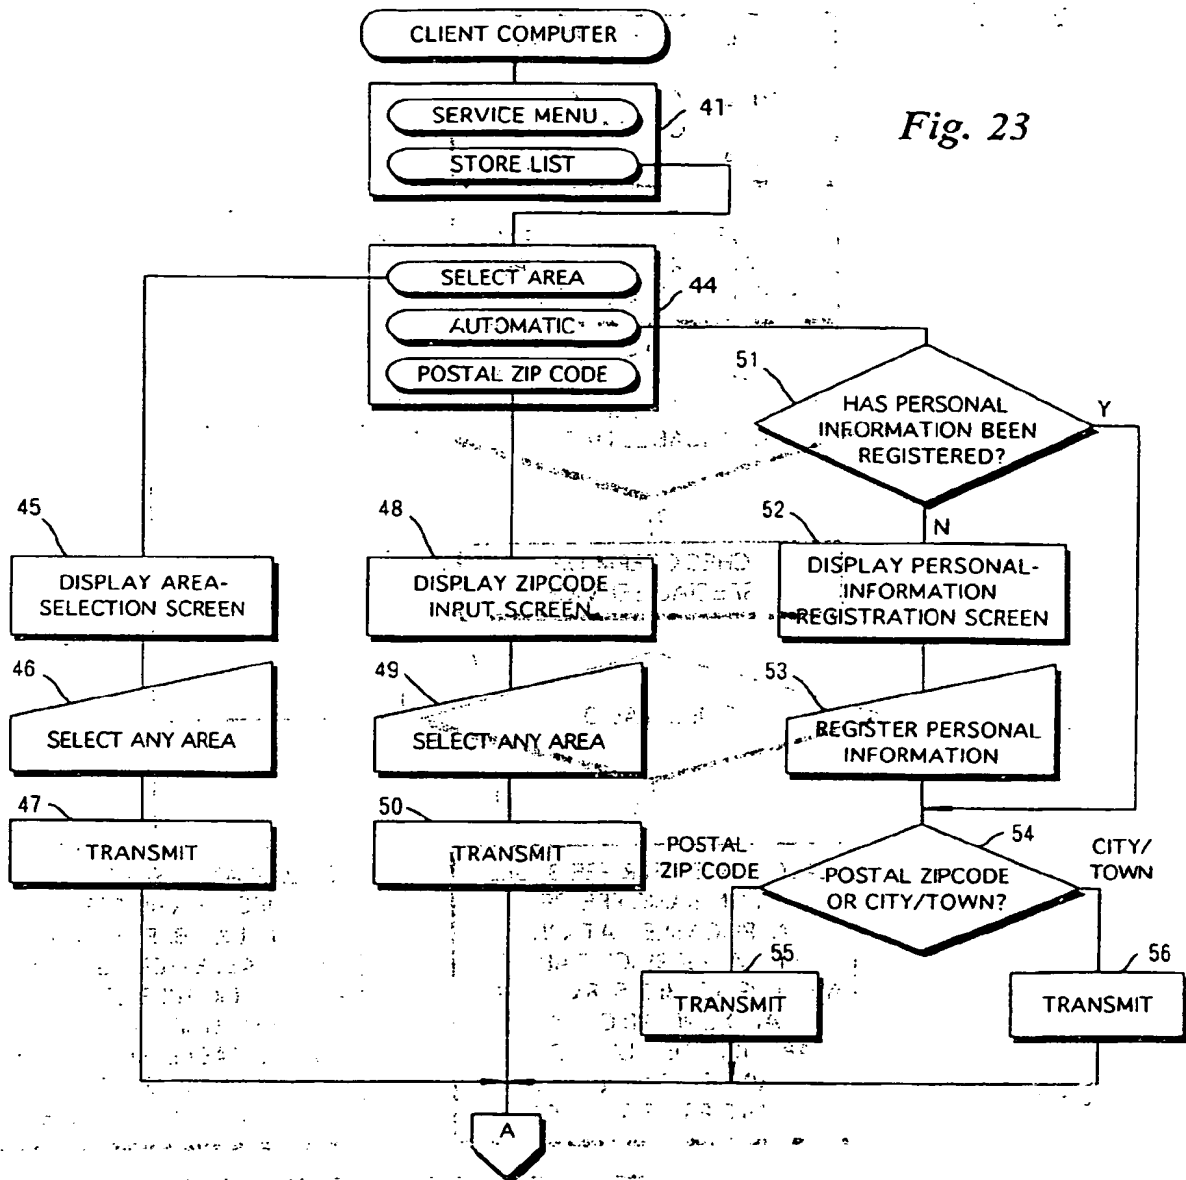 CLIENT COMPUTER
SERVICE MENU
41
Fig. 23
STORE LIST
SELECT AREA
44
AUTOMATIC
POSTAL ZIP CODE
51
HAS PERSONAL
INFORMATION BEEN
REGISTERED?
Y
N
45
DISPLAY AREA-
SELECTION SCREEN
48
DISPLAY ZIPCODE
INPUT SCREEN
52
DISPLAY PERSONAL-
INFORMATION
REGISTRATION SCREEN
46
SELECT ANY AREA
49
SELECT ANY AREA
53
REGISTER PERSONAL
INFORMATION
47
TRANSMIT
50
TRANSMIT
POSTAL
ZIP CODE
54
POSTAL ZIPCODE
OR CITY/TOWN?
CITY/
TOWN
55
TRANSMIT
56
TRANSMIT
A